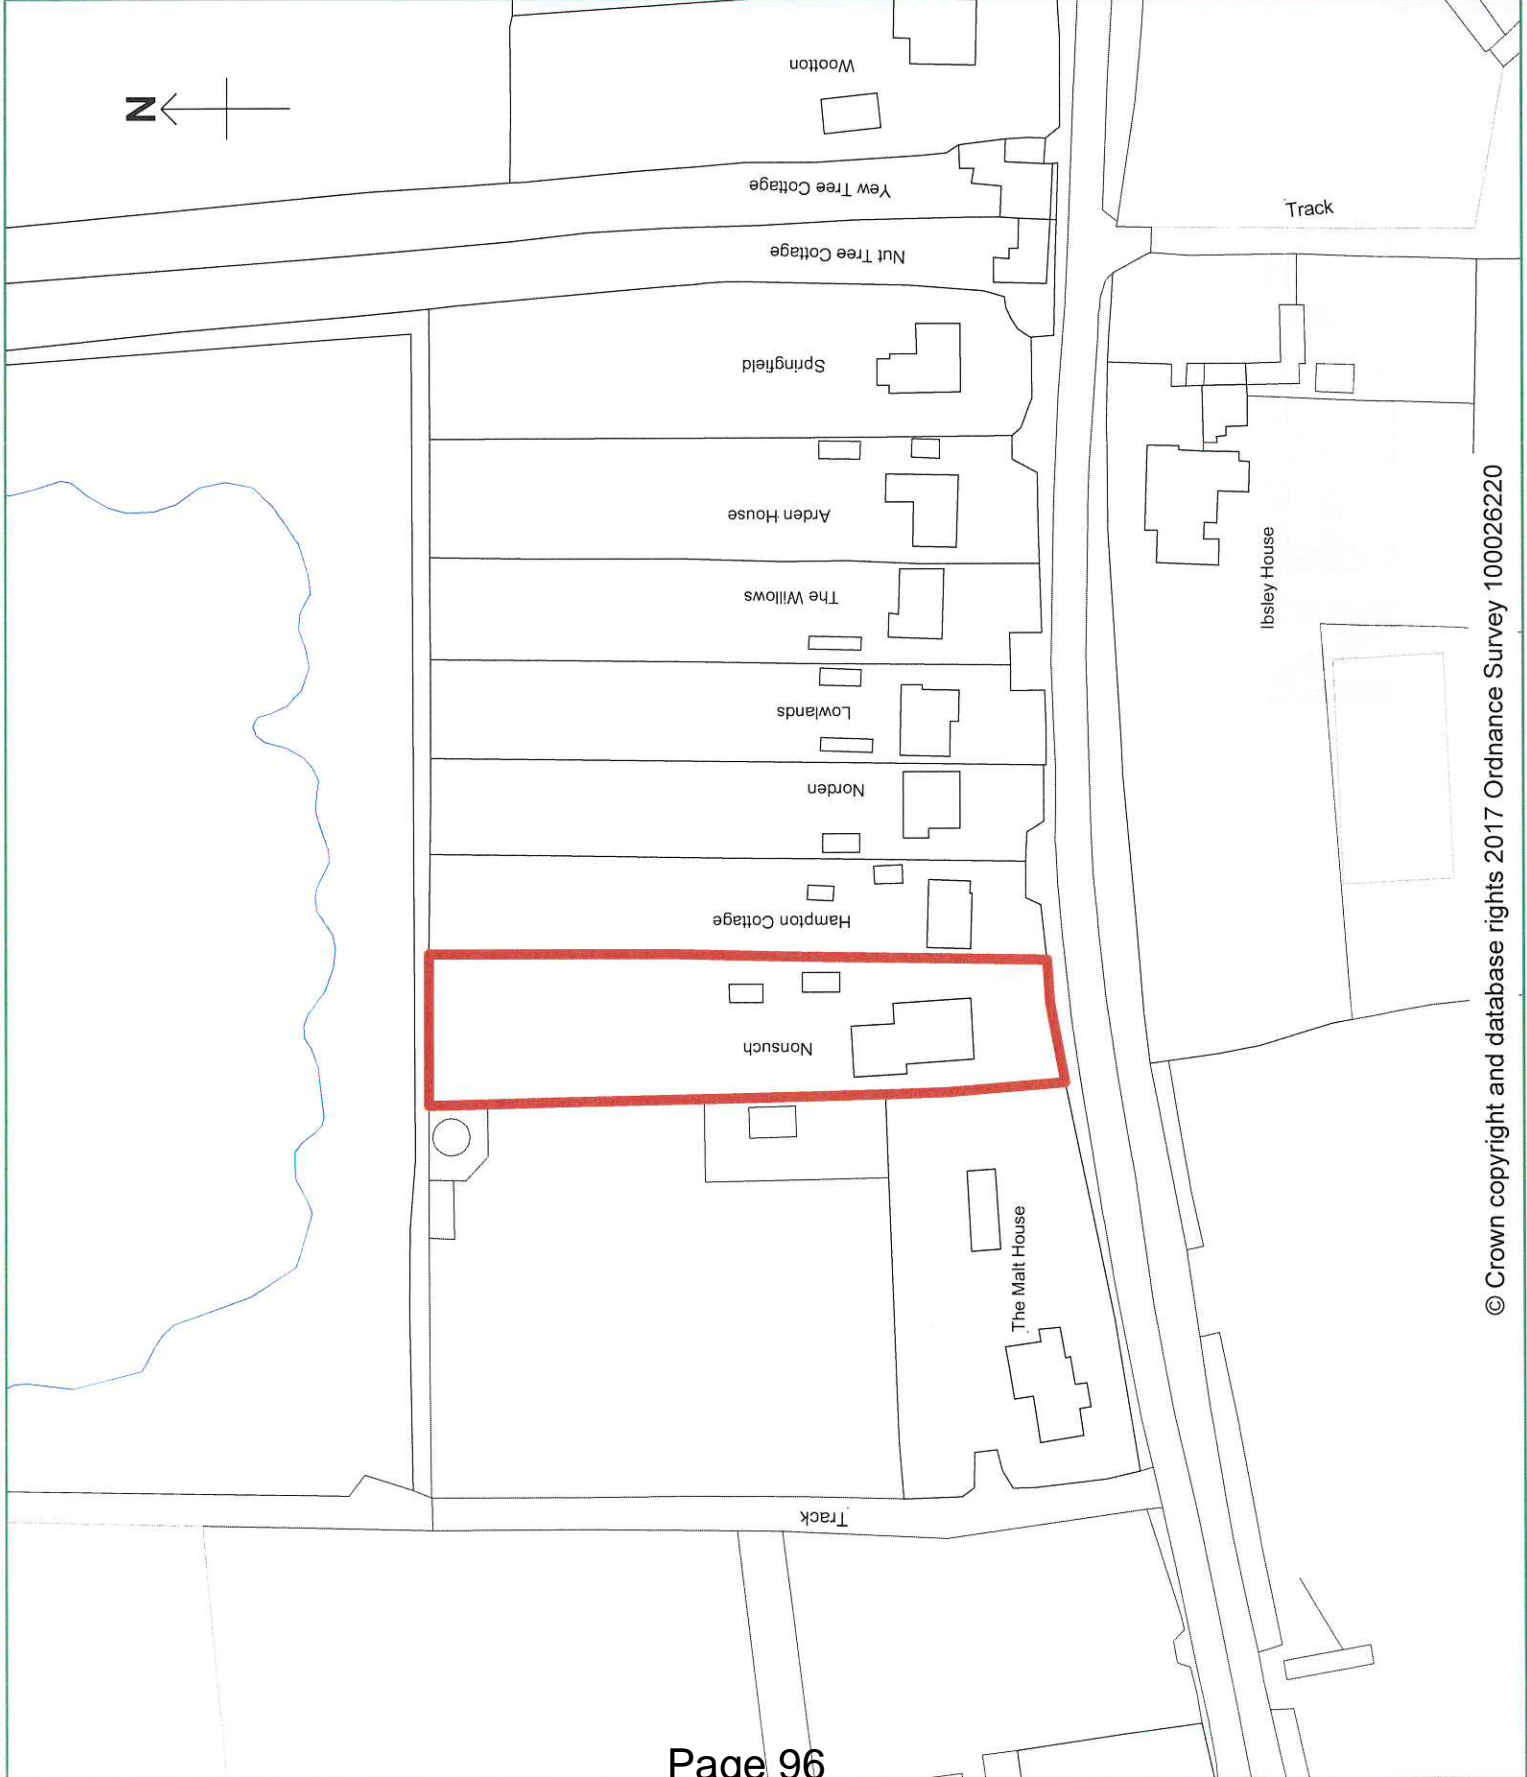 N
Wootton
Yew Tree Cottage
Nut Tree Cottage
Track
Springfield
Arden House
The Willows
Ibsley House
Lowlands
Norden
Hampton Cottage
Nonsuch
The Malt House
Track
© Crown copyright and database rights 2017 Ordnance Survey 100026220
Page 96